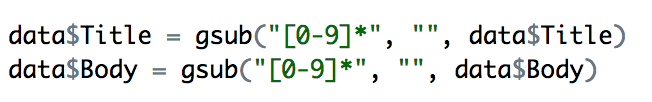 data$Title = gsub("[0-9]*", "", data$Title)
data$Body = gsub("[0-9]*", "", data$Body)